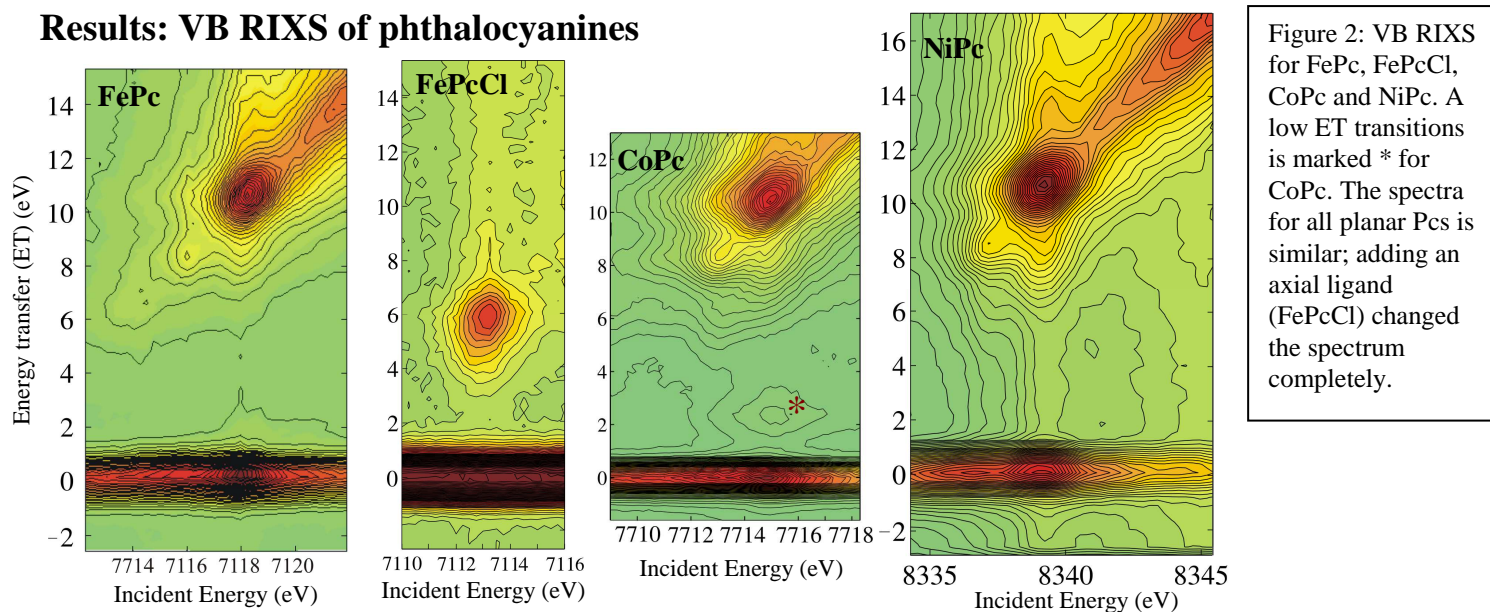 Results: VB RIXS of phthalocyanines
Energy transfer (ET) (eV)
FePc
14
12
10
8
6
4
2
0
−2
7114 7116 7118 7120
Incident Energy (eV)
FePcCl
14
12
10
8
6
4
2
0
7110 7112 7114 7116
Incident Energy (eV)
CoPc
12
10
8
6
4
2
0
*
7710 7712 7714 7716 7718
Incident Energy (eV)
NiPc
16
14
12
10
8
6
4
2
0
−2
8335 8340 8345
Incident Energy (eV)
Figure 2: VB RIXS
for FePc, FePcCl,
CoPc and NiPc. A
low ET transitions
is marked * for
CoPc. The spectra
for all planar Pcs is
similar; adding an
axial ligand
(FePcCl) changed
the spectrum
completely.